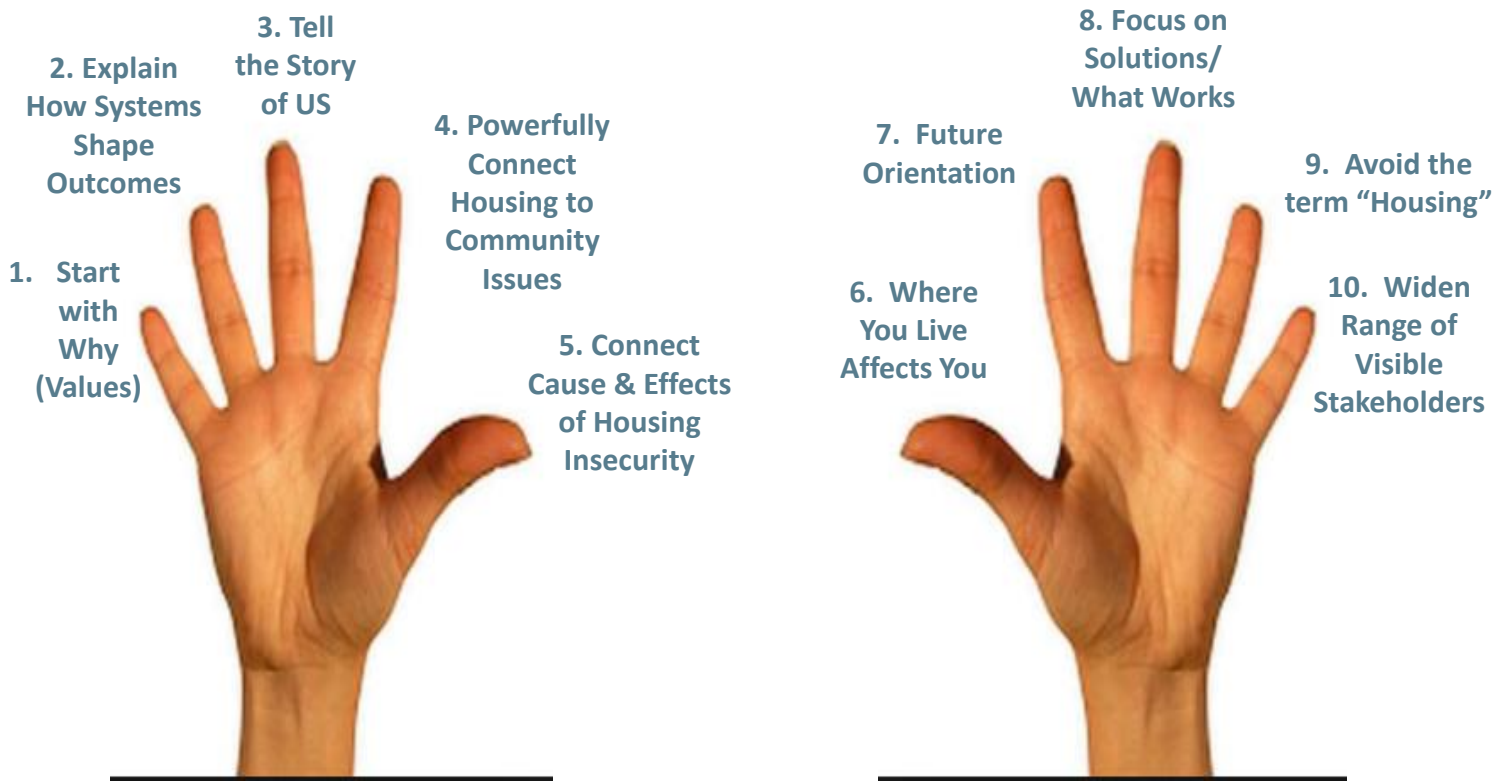 1. Start
with
Why
(Values)
2. Explain
How Systems
Shape
Outcomes
3. Tell
the Story
of US
4. Powerfully
Connect
Housing to
Community
Issues
5. Connect
Cause & Effects
of Housing
Insecurity
6. Where
You Live
Affects You
7. Future
Orientation
8. Focus on
Solutions/
What Works
9. Avoid the
term “Housing”
10. Widen
Range of
Visible
Stakeholders